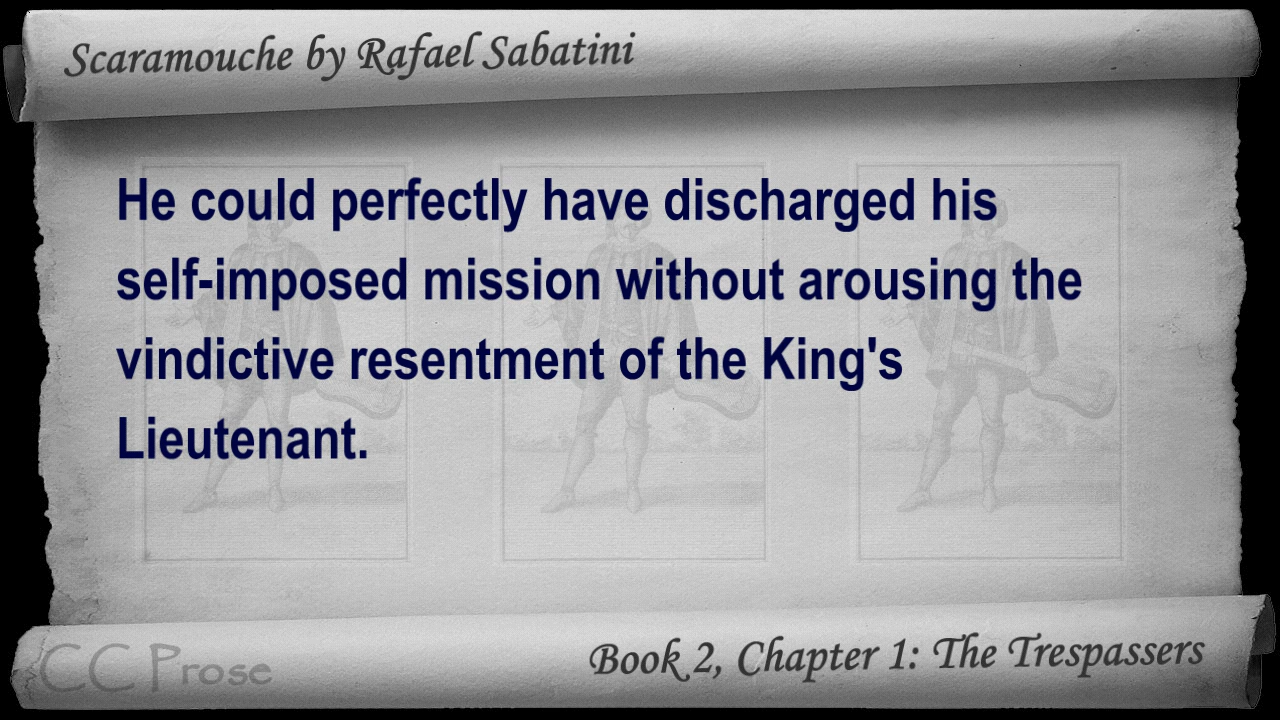 Scaramouche by Rafael Sabatini
He could perfectly have discharged his
self-imposed mission without arousing the
vindictive resentment of the King's
Lieutenant.
CC Prose
Book 2, Chapter 1: The Trespassers